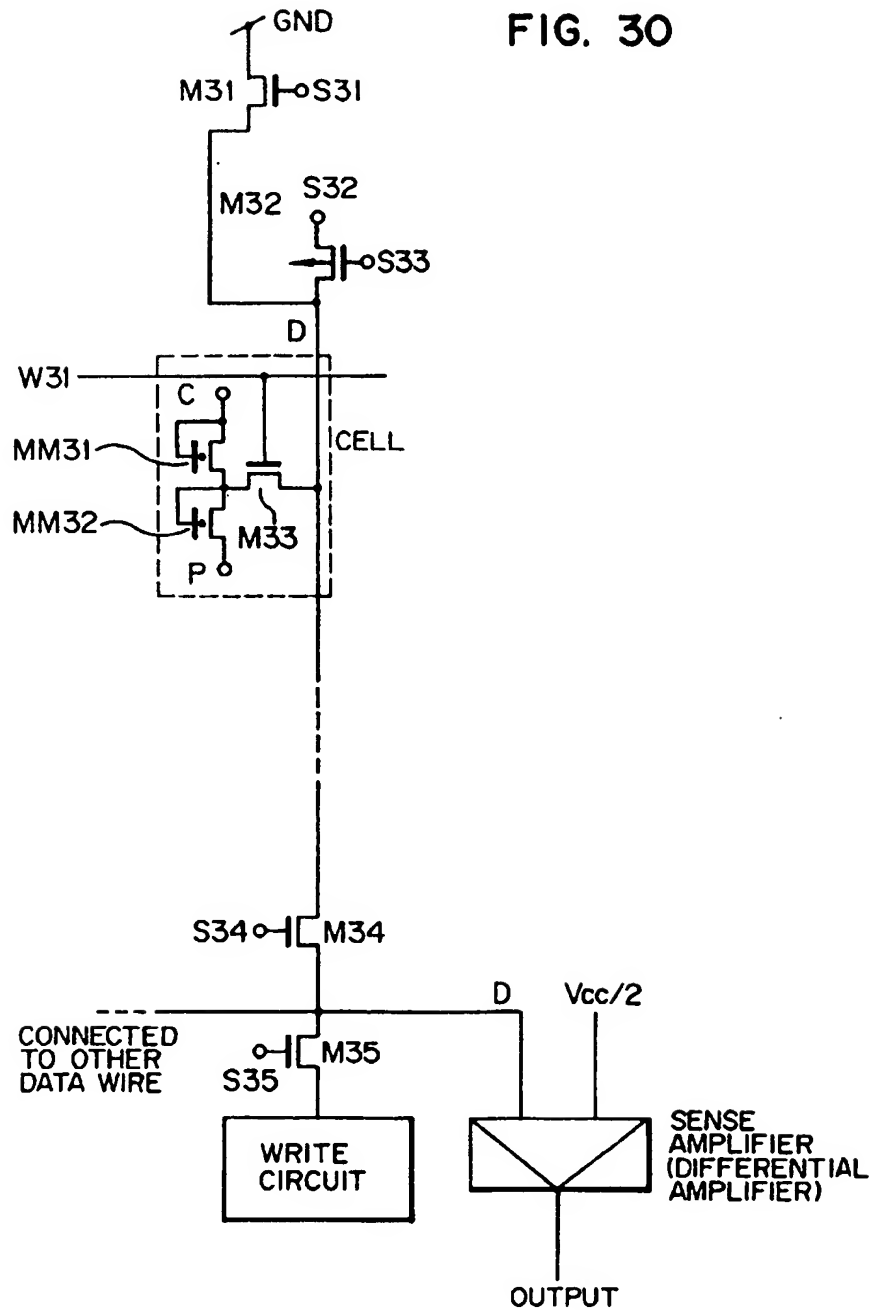 FIG. 30
GND
M31
S31
M32
S32
S33
D
W31
C
CELL
MM31
MM32
M33
P
S34
M34
D
Vcc/2
CONNECTED
TO OTHER
DATA WIRE
S35
M35
WRITE
CIRCUIT
SENSE
AMPLIFIER
(DIFFERENTIAL
AMPLIFIER)
OUTPUT